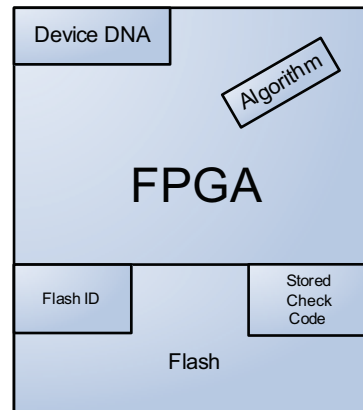 Device DNA
Algorithm
FPGA
Flash ID
Stored
Check
Code
Flash